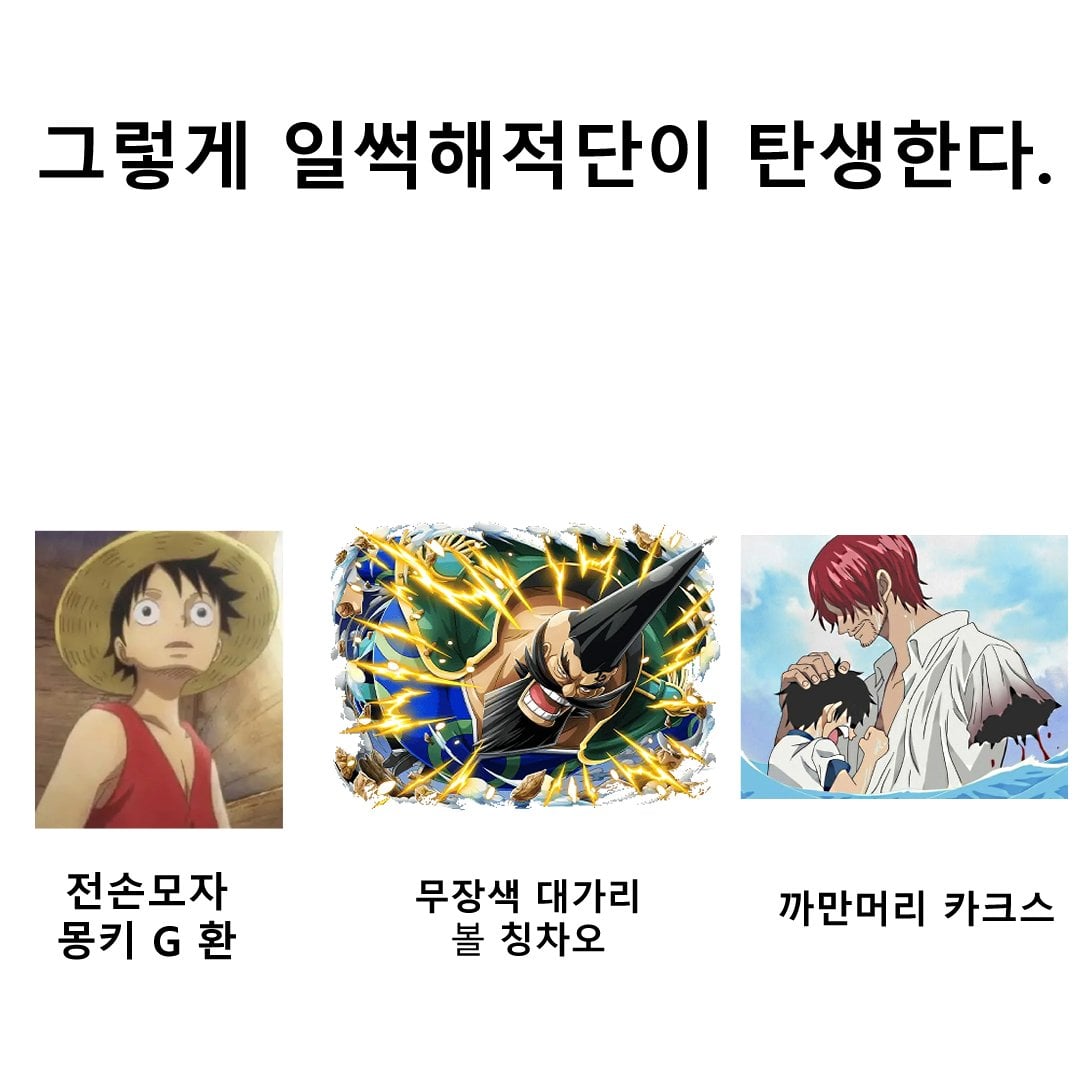 그렇게 일썩해적단이 탄생한다.
전손모자
몽키 G 환
무장색 대가리
볼 칭차오
까만머리 카크스